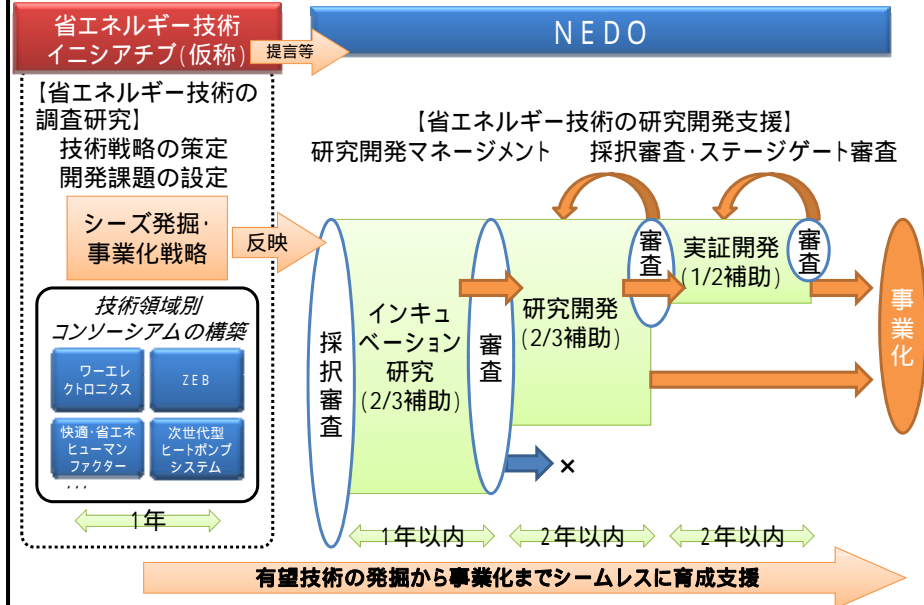 省エネルギー技術
イニシアチブ(仮称)
提言等
NEDO
【省エネルギー技術の
調査研究】
技術戦略の策定
開発課題の設定
シーズ発掘・
事業化戦略
反映
技術領域別
コンソーシアムの構築
ワーエレ
クトロニクス
ZEB
快適・省エネ
ヒューマン
ファクター
次世代型
ヒートポンプ
システム
,,,
1年
【省エネルギー技術の研究開発支援】
研究開発マネージメント 採択審査・ステージゲート審査
採択審査
インキュ
ベーション
研究
(2/3補助)
審査
研究開発
(2/3補助)
審査
実証開発
(1/2補助)
審査
事業化
×
1年以内
2年以内
2年以内
有望技術の発掘から事業化までシームレスに育成支援